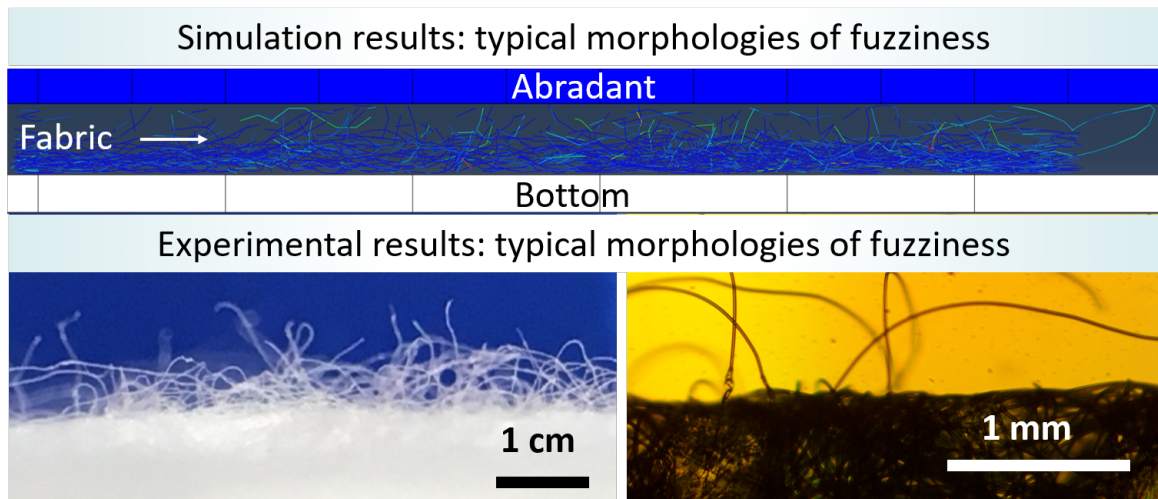 Simulation results: typical morphologies of fuzziness
Abradant
Fabric
Bottom
Experimental results: typical morphologies of fuzziness
1 cm
1 mm